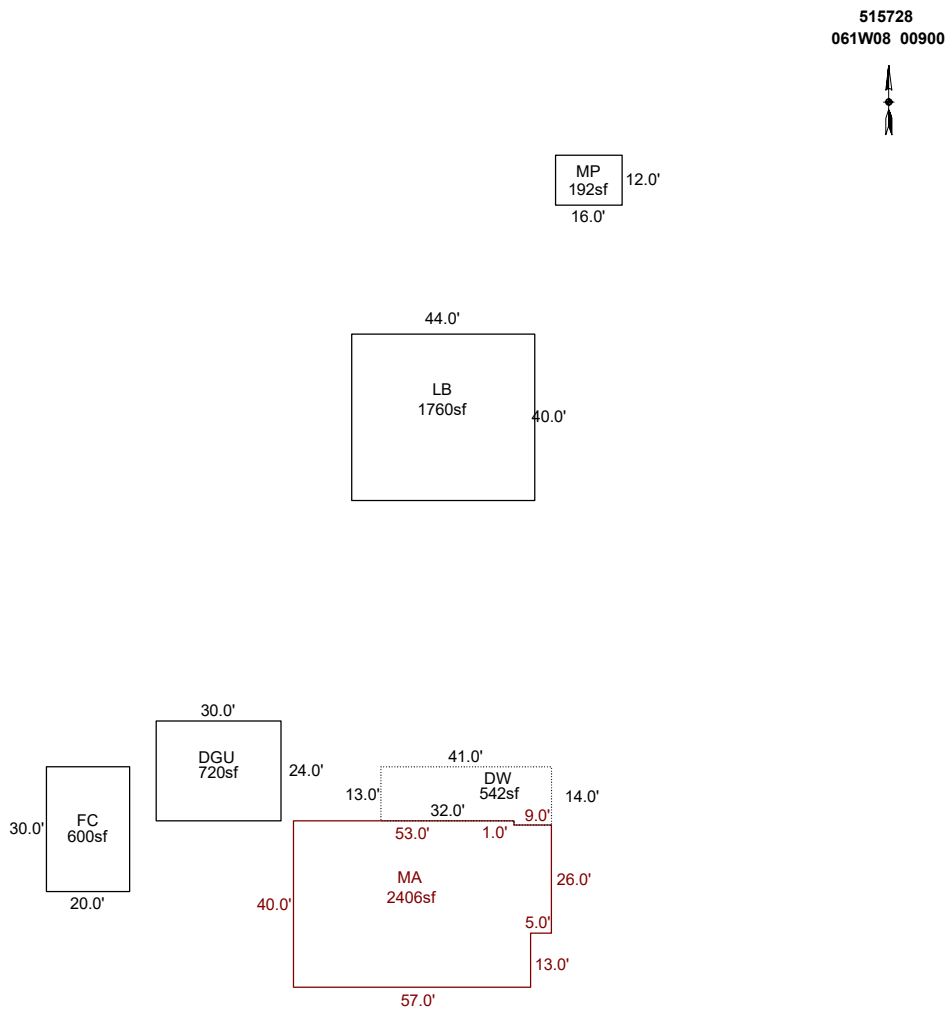 515728
061W08 00900
MP
192sf
12.0'
16.0'
44.0'
LB
1760sf
40.0'
30.0'
DGU
720sf
24.0'
41.0'
DW
542sf
13.0'
14.0'
32.0'
9.0'
53.0'
1.0'
30.0'
FC
600sf
20.0'
MA
2406sf
26.0'
40.0'
5.0'
13.0'
57.0'